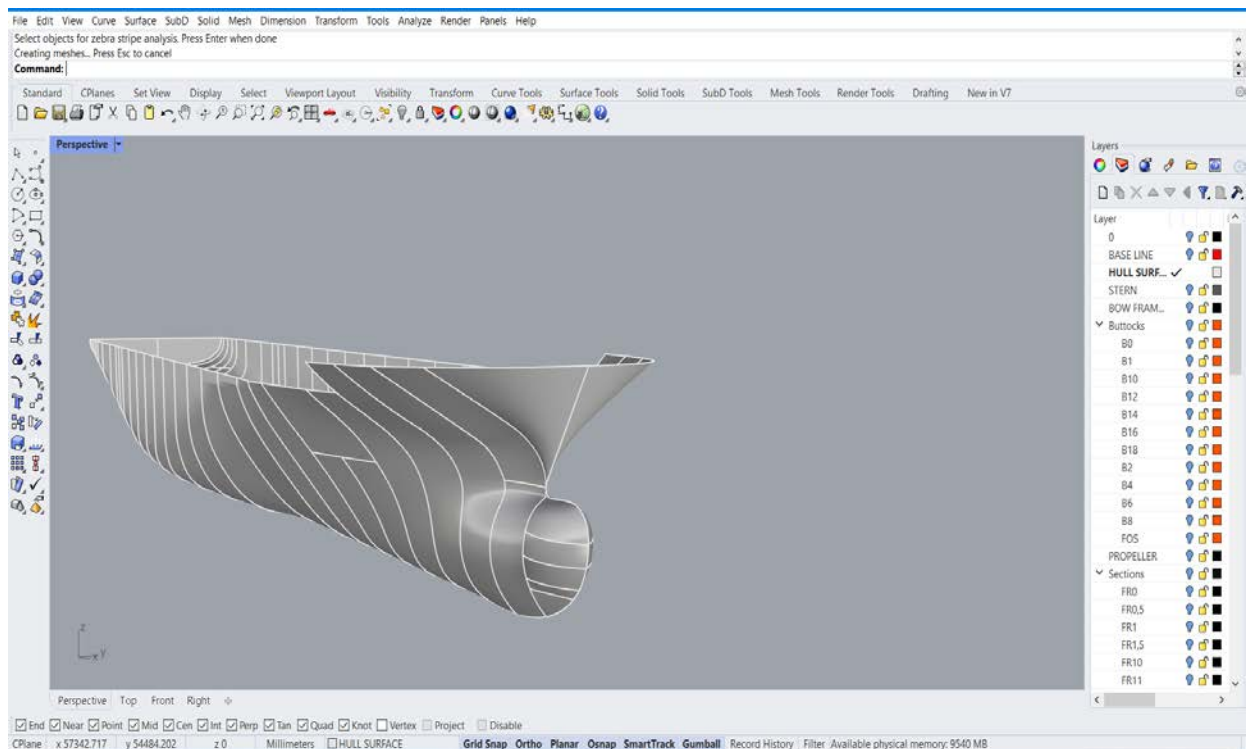 File Edit View Curve Surface SubD Solid Mesh Dimension Transform Tools Analyze Render Panels Help
Select objects for zebra stripe analysis. Press Enter when done
Creating meshes... Press Esc to cancel
Command:
Standard CPlanes Set View Display Select Viewport Layout Visibility Transform Curve Tools Surface Tools Solid Tools SubD Tools Mesh Tools Render Tools Drafting New in V7
Perspective
Layers
Layer
0
BASE LINE
HULL SURF...
STERN
BOW FRAM...
Buttocks
B0
B1
B10
B12
B14
B16
B18
B2
B4
B6
B8
FOS
PROPELLER
Sections
FR0
FR0,5
FR1
FR1,5
FR10
FR11
z
x y
Perspective Top Front Right
End Near Point Mid Cen Int Perp Tan Quad Knot Vertex Project Disable
CPlane x 57342.717 y 54484.202 z 0 Millimeters HULL SURFACE Grid Snap Ortho Planar Osnap SmartTrack Gumball Record History Filter Available physical memory: 9540 MB